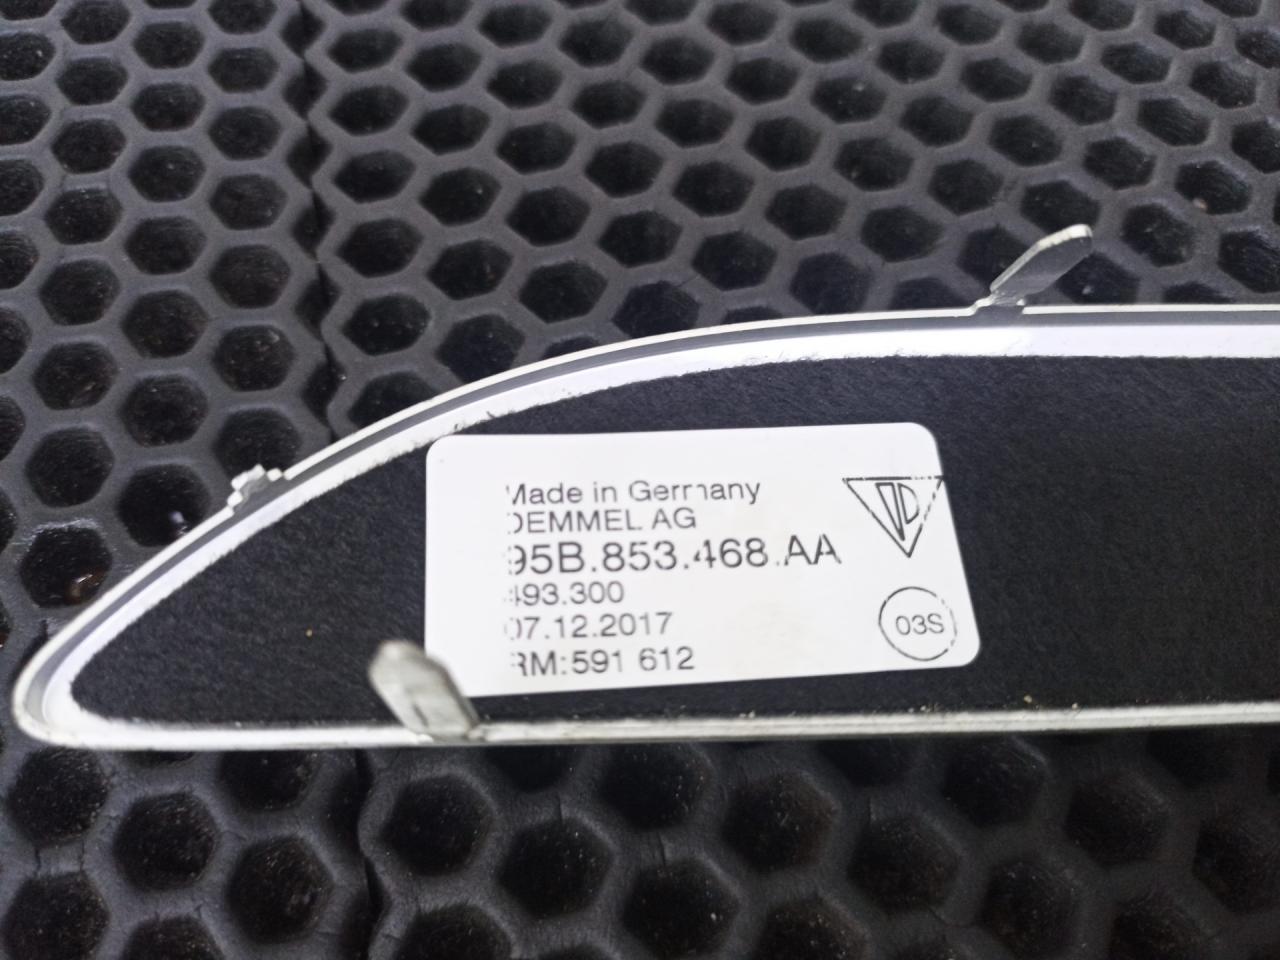 Made in Germany
DEMMEL AG
95B.853.468.AA
493.300
07.12.2017
RM:591 612
03S